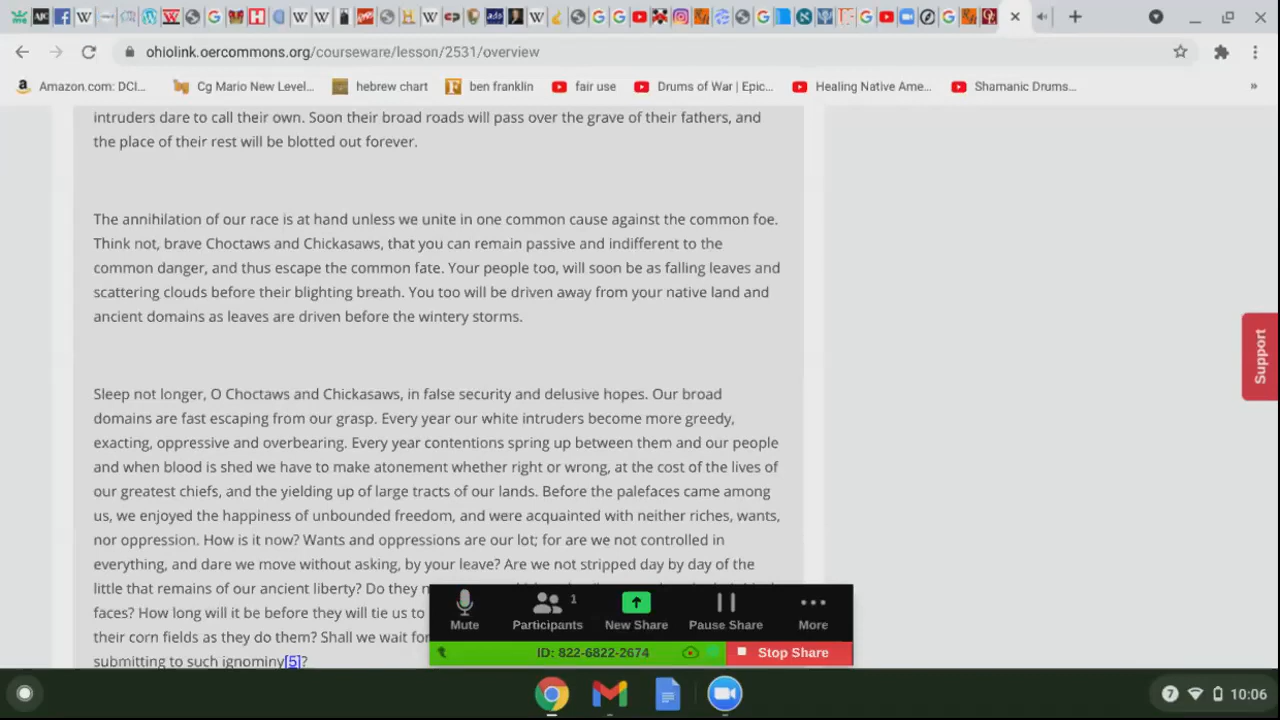 ohiolink.oercommons.org/courseware/lesson/2531/overview
Amazon.com: DCI... Cg Mario New Level... hebrew chart ben franklin fair use Drums of War | Epic... Healing Native Ame... Shamanic Drums... »
intruders dare to call their own. Soon their broad roads will pass over the grave of their fathers, and
the place of their rest will be blotted out forever.
The annihilation of our race is at hand unless we unite in one common cause against the common foe.
Think not, brave Choctaws and Chickasaws, that you can remain passive and indifferent to the
common danger, and thus escape the common fate. Your people too, will soon be as falling leaves and
scattering clouds before their blighting breath. You too will be driven away from your native land and
ancient domains as leaves are driven before the wintery storms.
Support
Sleep not longer, O Choctaws and Chickasaws, in false security and delusive hopes. Our broad
domains are fast escaping from our grasp. Every year our white intruders become more greedy,
exacting, oppressive and overbearing. Every year contentions spring up between them and our people
and when blood is shed we have to make atonement whether right or wrong, at the cost of the lives of
our greatest chiefs, and the yielding up of large tracts of our lands. Before the palefaces came among
us, we enjoyed the happiness of unbounded freedom, and were acquainted with neither riches, wants,
nor oppression. How is it now? Wants and oppressions are our lot; for are we not controlled in
everything, and dare we move without asking, by your leave? Are we not stripped day by day of the
little that remains of our ancient liberty? Do they
faces? How long will it be before they will tie us to
their corn fields as they do them? Shall we wait for
submitting to such ignominy[5]?
1
Mute Participants New Share Pause Share More
ID: 822-6822-2674 Stop Share
7 10:06